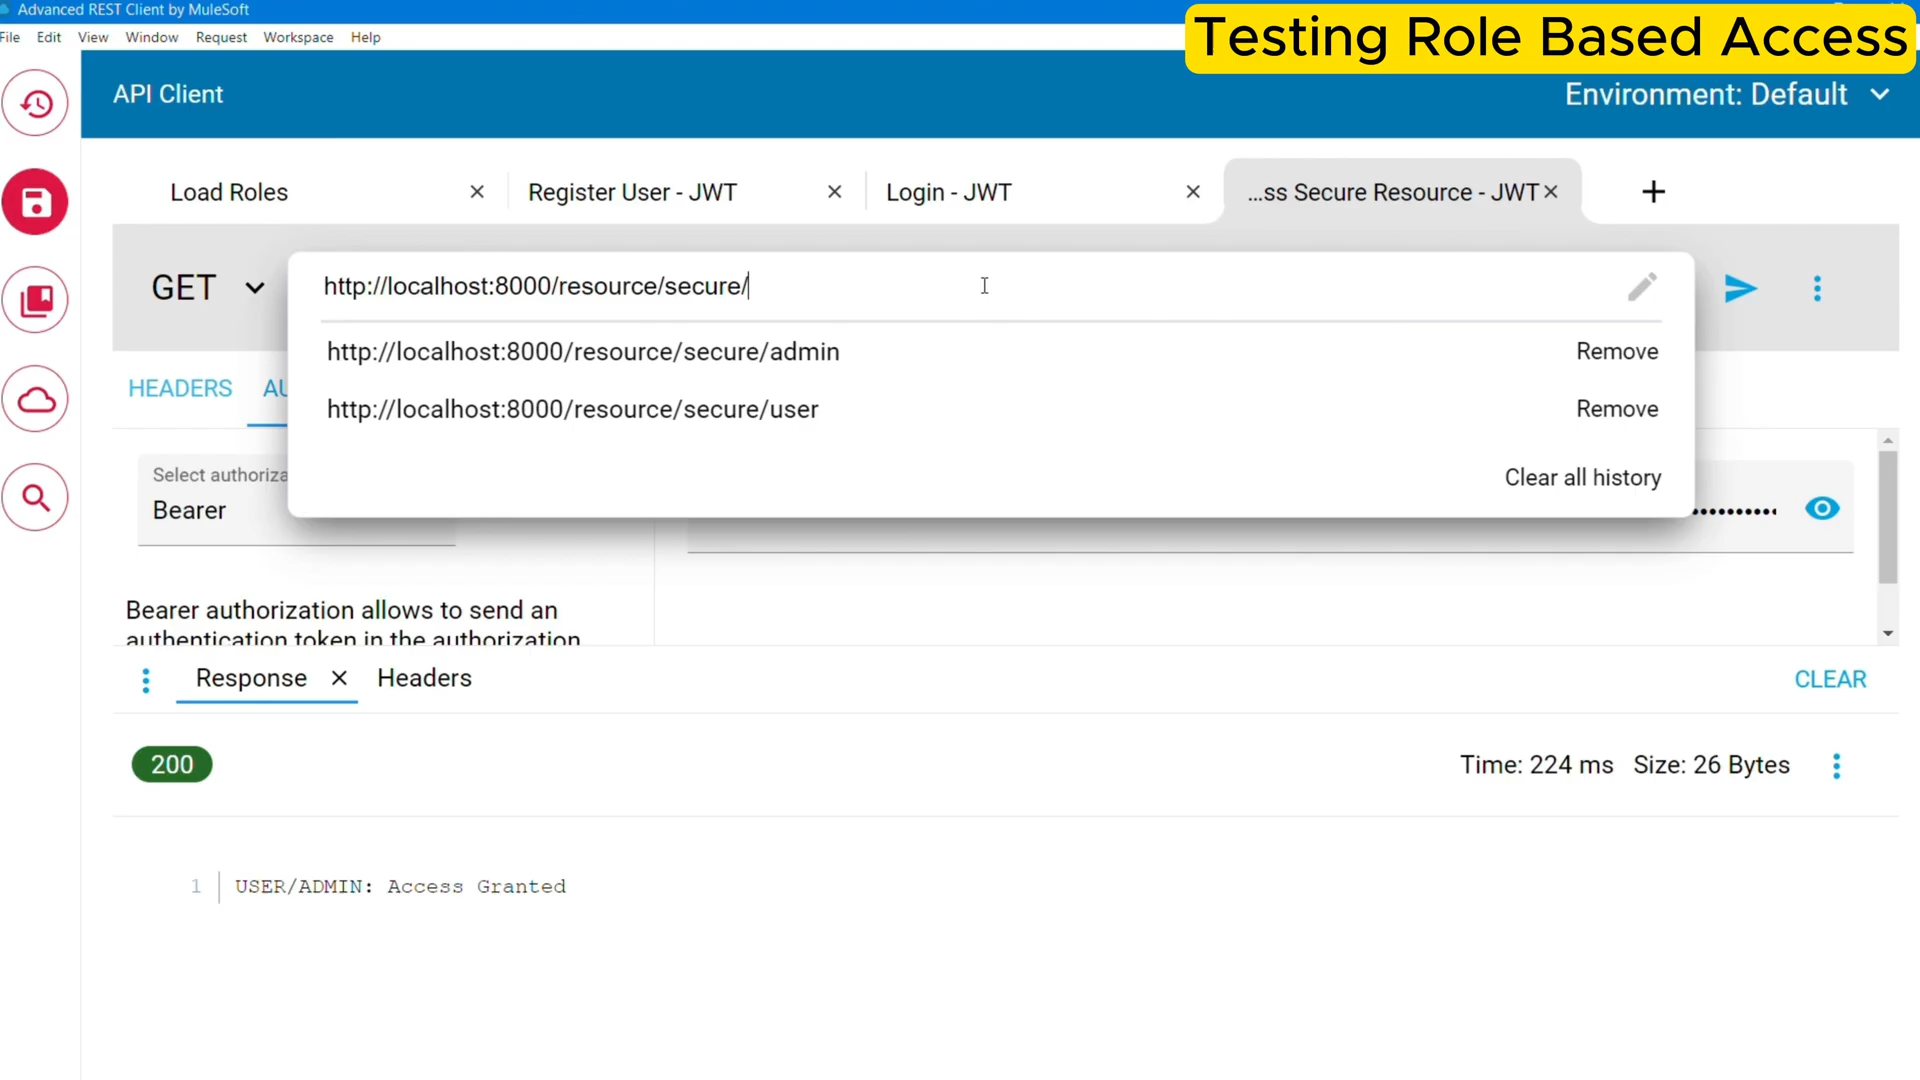 Advanced REST Client by MuleSoft
File Edit View Window Request Workspace Help
Testing Role Based Access
API Client
Environment: Default
Load Roles
Register User - JWT
Login - JWT
...ss Secure Resource - JWT
GET
http://localhost:8000/resource/secure/
http://localhost:8000/resource/secure/admin Remove
http://localhost:8000/resource/secure/user Remove
Clear all history
HEADERS AU
Select authoriza
Bearer
Bearer authorization allows to send an
authentication token in the authorization
Response Headers
CLEAR
200
Time: 224 ms Size: 26 Bytes
1 USER/ADMIN: Access Granted